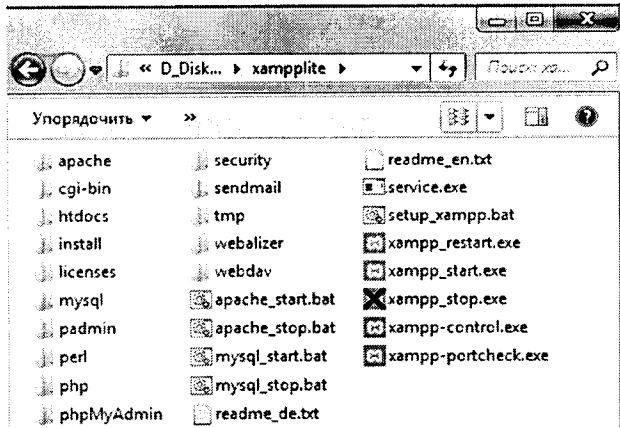 « D_Disk... ▸ xampplite ▸ Поиск xa...
Упорядочить ▾ »
apache
cgi-bin
htdocs
install
licenses
mysql
padmin
perl
php
phpMyAdmin
security
sendmail
tmp
webalizer
webdav
apache_start.bat
apache_stop.bat
mysql_start.bat
mysql_stop.bat
readme_de.txt
readme_en.txt
service.exe
setup_xampp.bat
xampp_restart.exe
xampp_start.exe
xampp_stop.exe
xampp-control.exe
xampp-portcheck.exe